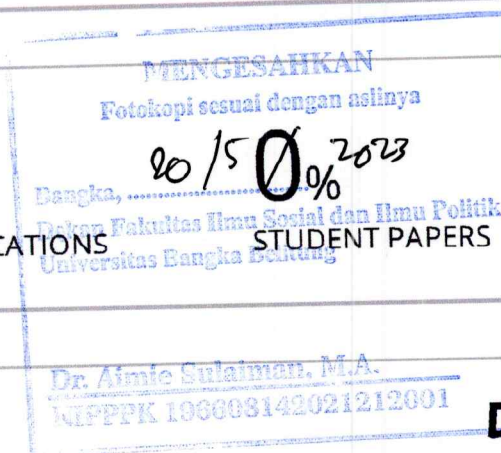 MENGESAHKAN
Fotokopi sesuai dengan aslinya
20/5 2023
0%
Bangka, ....................
Dekan Fakultas Ilmu Sosial dan Ilmu Politik
CATIONS STUDENT PAPERS
Universitas Bangka Belitung
Dr. Aimie Sulaiman, M.A.
NIPPPK 196608142021212001